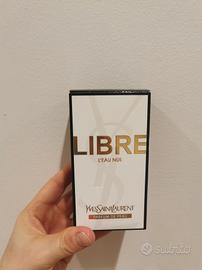 LIBRE
L'EAU NUE
YVESSAINTLAURENT
PARFUM DE PEAU
Subito